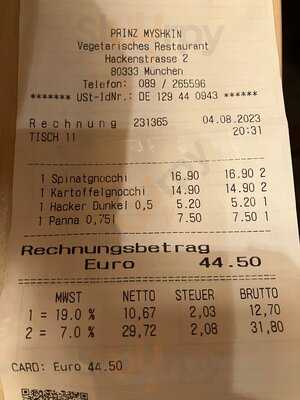 PRINZ MYSHKIN
Vegetarisches Restaurant
Hackenstrasse 2
80333 München
Telefon: 089 / 265596
******* USt-IdNr.: DE 129 44 0943 ******
Rechnung 231365 04.08.2023
TISCH 11 20:31
1 Spinatgnocchi 16.90 16.90 2
1 Kartoffelgnocchi 14.90 14.90 2
1 Hacker Dunkel 0,5 5.20 5.20 1
1 Panna 0,75l 7.50 7.50 1
Rechnungsbetrag
Euro 44.50
MWST NETTO STEUER BRUTTO
1 = 19.0 % 10,67 2,03 12,70
2 = 7.0 % 29,72 2,08 31,80
CARD: Euro 44.50